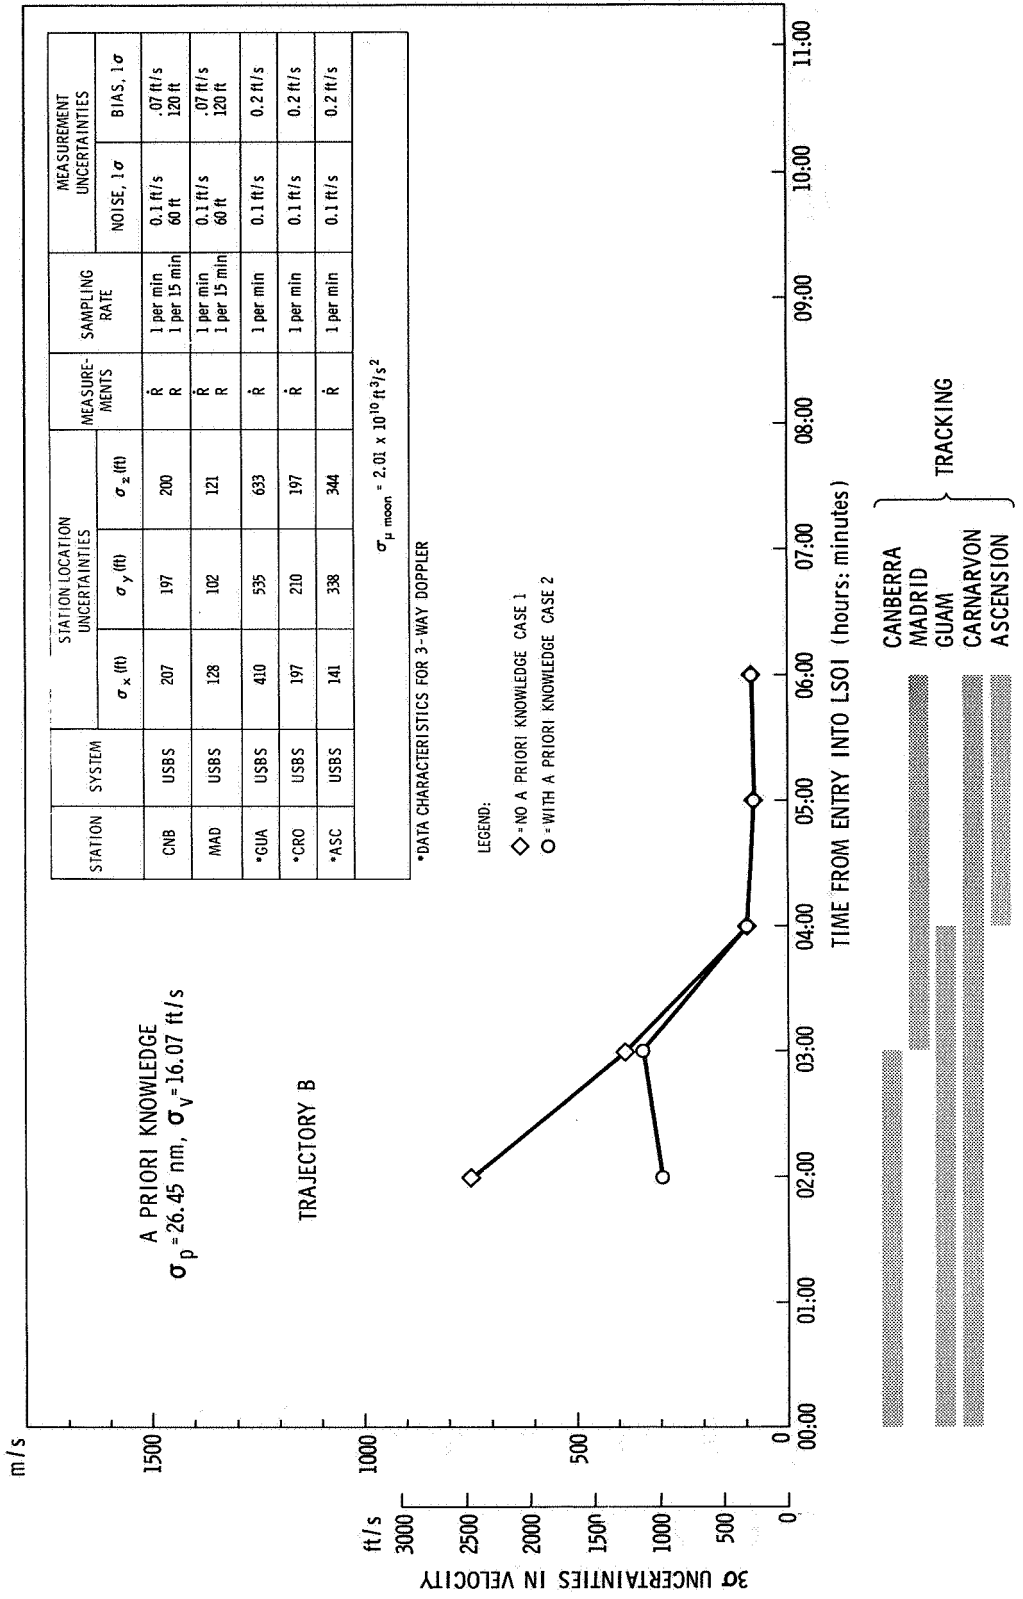 STATION SYSTEM STATION LOCATION UNCERTAINTIES MEASURE-MENTS SAMPLING RATE MEASUREMENT UNCERTAINTIES
σx (ft) σy (ft) σz (ft) NOISE, 1σ BIAS, 1σ
CNB USBS 207 197 200 Ṙ 1 per min 0.1 ft/s .07 ft/s
R 1 per 15 min 60 ft 120 ft
MAD USBS 128 102 121 Ṙ 1 per min 0.1 ft/s .07 ft/s
R 1 per 15 min 60 ft 120 ft
*GUA USBS 410 535 633 Ṙ 1 per min 0.1 ft/s 0.2 ft/s
*CRO USBS 197 210 197 Ṙ 1 per min 0.1 ft/s 0.2 ft/s
*ASC USBS 141 338 344 Ṙ 1 per min 0.1 ft/s 0.2 ft/s
σμ moon = 2.01 x 10¹⁰ ft³/s²
*DATA CHARACTERISTICS FOR 3-WAY DOPPLER
A PRIORI KNOWLEDGE
σp = 26.45 nm, σv = 16.07 ft/s
TRAJECTORY B
LEGEND:
◇ = NO A PRIORI KNOWLEDGE CASE 1
○ = WITH A PRIORI KNOWLEDGE CASE 2
m/s
1500
1000
500
0
ft/s
3000
2500
2000
1500
1000
500
0
3σ UNCERTAINTIES IN VELOCITY
00:00 01:00 02:00 03:00 04:00 05:00 06:00 07:00 08:00 09:00 10:00 11:00
TIME FROM ENTRY INTO LSOI (hours: minutes)
CANBERRA
MADRID
GUAM
CARNARVON
ASCENSION
TRACKING